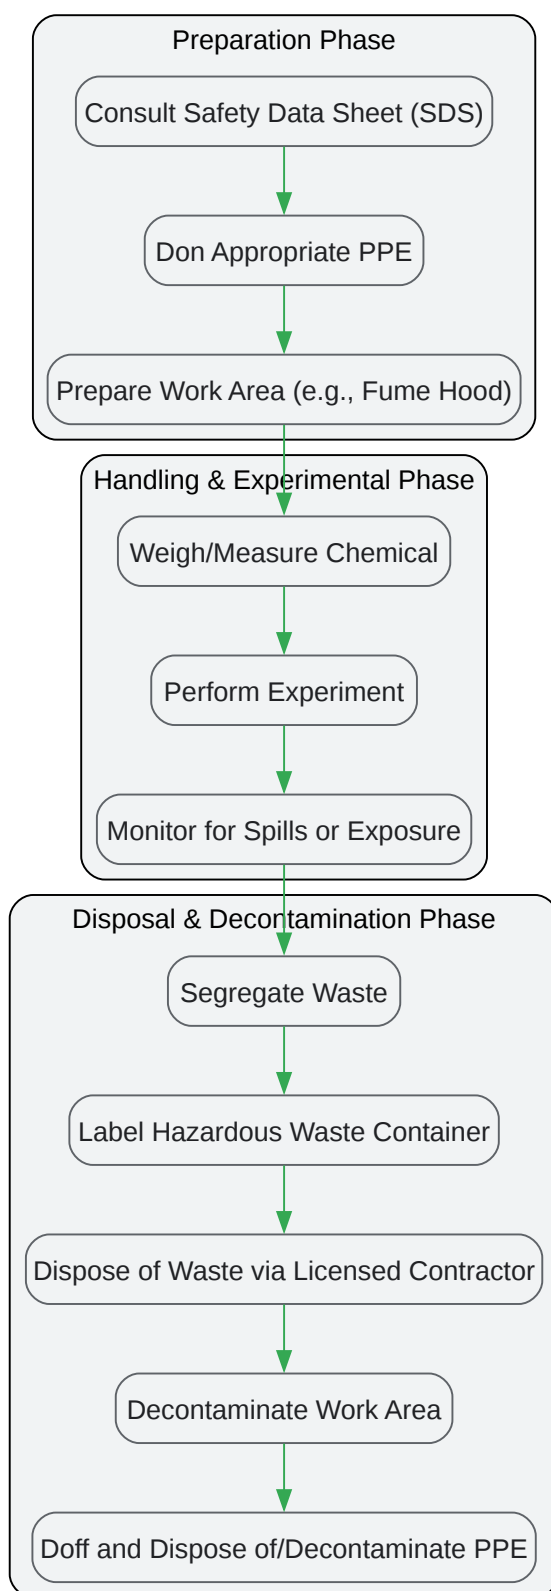 Preparation Phase
Consult Safety Data Sheet (SDS)
Don Appropriate PPE
Prepare Work Area (e.g., Fume Hood)
Handling & Experimental Phase
Weigh/Measure Chemical
Perform Experiment
Monitor for Spills or Exposure
Disposal & Decontamination Phase
Segregate Waste
Label Hazardous Waste Container
Dispose of Waste via Licensed Contractor
Decontaminate Work Area
Doff and Dispose of/Decontaminate PPE